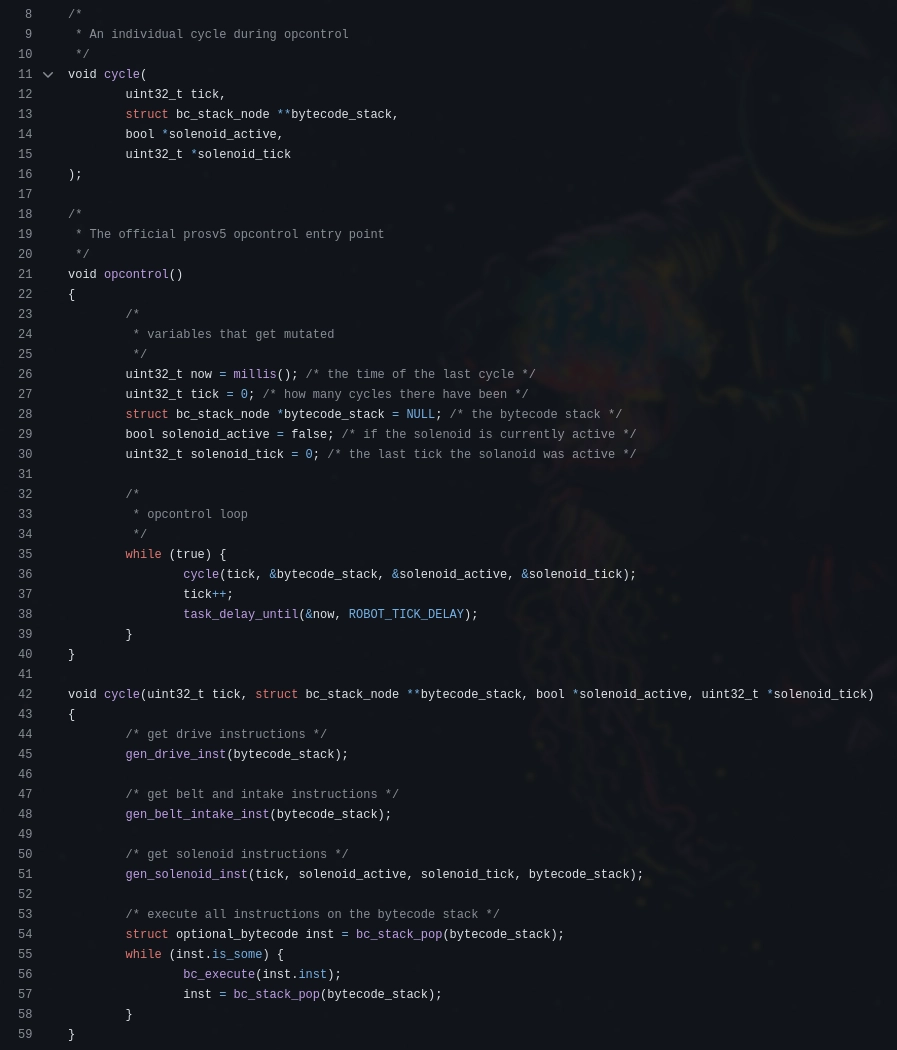 8 /*
9  * An individual cycle during opcontrol
10  */
11 void cycle(
12         uint32_t tick,
13         struct bc_stack_node **bytecode_stack,
14         bool *solenoid_active,
15         uint32_t *solenoid_tick
16 );
17
18 /*
19  * The official prosv5 opcontrol entry point
20  */
21 void opcontrol()
22 {
23         /*
24          * variables that get mutated
25          */
26         uint32_t now = millis(); /* the time of the last cycle */
27         uint32_t tick = 0; /* how many cycles there have been */
28         struct bc_stack_node *bytecode_stack = NULL; /* the bytecode stack */
29         bool solenoid_active = false; /* if the solenoid is currently active */
30         uint32_t solenoid_tick = 0; /* the last tick the solanoid was active */
31
32         /*
33          * opcontrol loop
34          */
35         while (true) {
36                 cycle(tick, &bytecode_stack, &solenoid_active, &solenoid_tick);
37                 tick++;
38                 task_delay_until(&now, ROBOT_TICK_DELAY);
39         }
40 }
41
42 void cycle(uint32_t tick, struct bc_stack_node **bytecode_stack, bool *solenoid_active, uint32_t *solenoid_tick)
43 {
44         /* get drive instructions */
45         gen_drive_inst(bytecode_stack);
46
47         /* get belt and intake instructions */
48         gen_belt_intake_inst(bytecode_stack);
49
50         /* get solenoid instructions */
51         gen_solenoid_inst(tick, solenoid_active, solenoid_tick, bytecode_stack);
52
53         /* execute all instructions on the bytecode stack */
54         struct optional_bytecode inst = bc_stack_pop(bytecode_stack);
55         while (inst.is_some) {
56                 bc_execute(inst.inst);
57                 inst = bc_stack_pop(bytecode_stack);
58         }
59 }